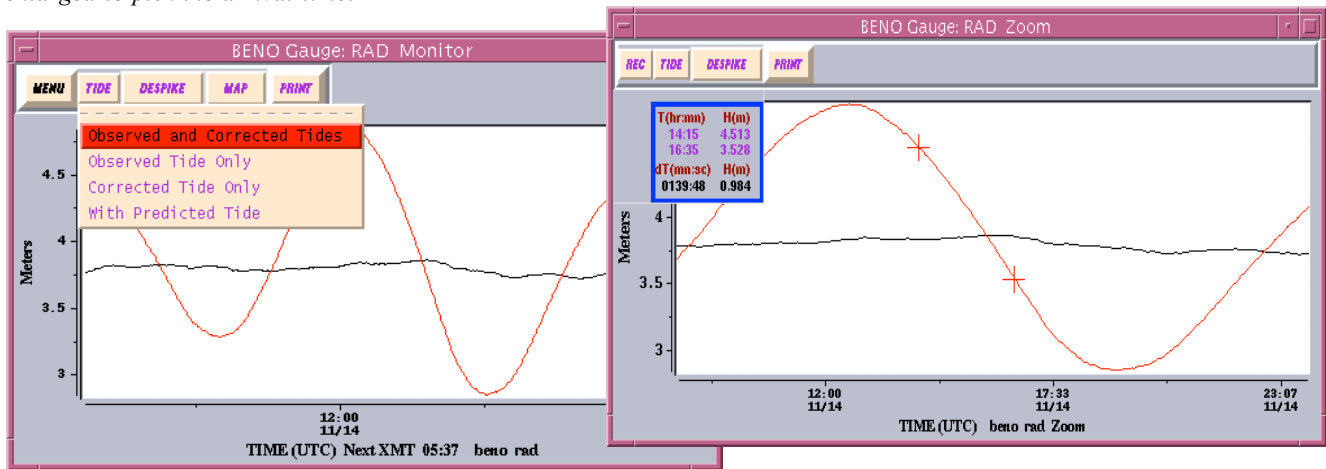 BENO Gauge: RAD Monitor
MENU TIDE DESPIKE MAP PRINT
Observed and Corrected Tides
Observed Tide Only
Corrected Tide Only
With Predicted Tide
Meters
4.5
4
3.5
3
12:00
11/14
TIME (UTC) Next XMT 05:37 beno rad
BENO Gauge: RAD Zoom
REC TIDE DESPIKE PRINT
T(hr:mn) H(m)
14:15 4.513
16:35 3.528
dT(mn:sc) H(m)
0139:48 0.984
Meters
4
3.5
3
12:00 17:33 23:07
11/14 11/14 11/14
TIME (UTC) beno rad Zoom